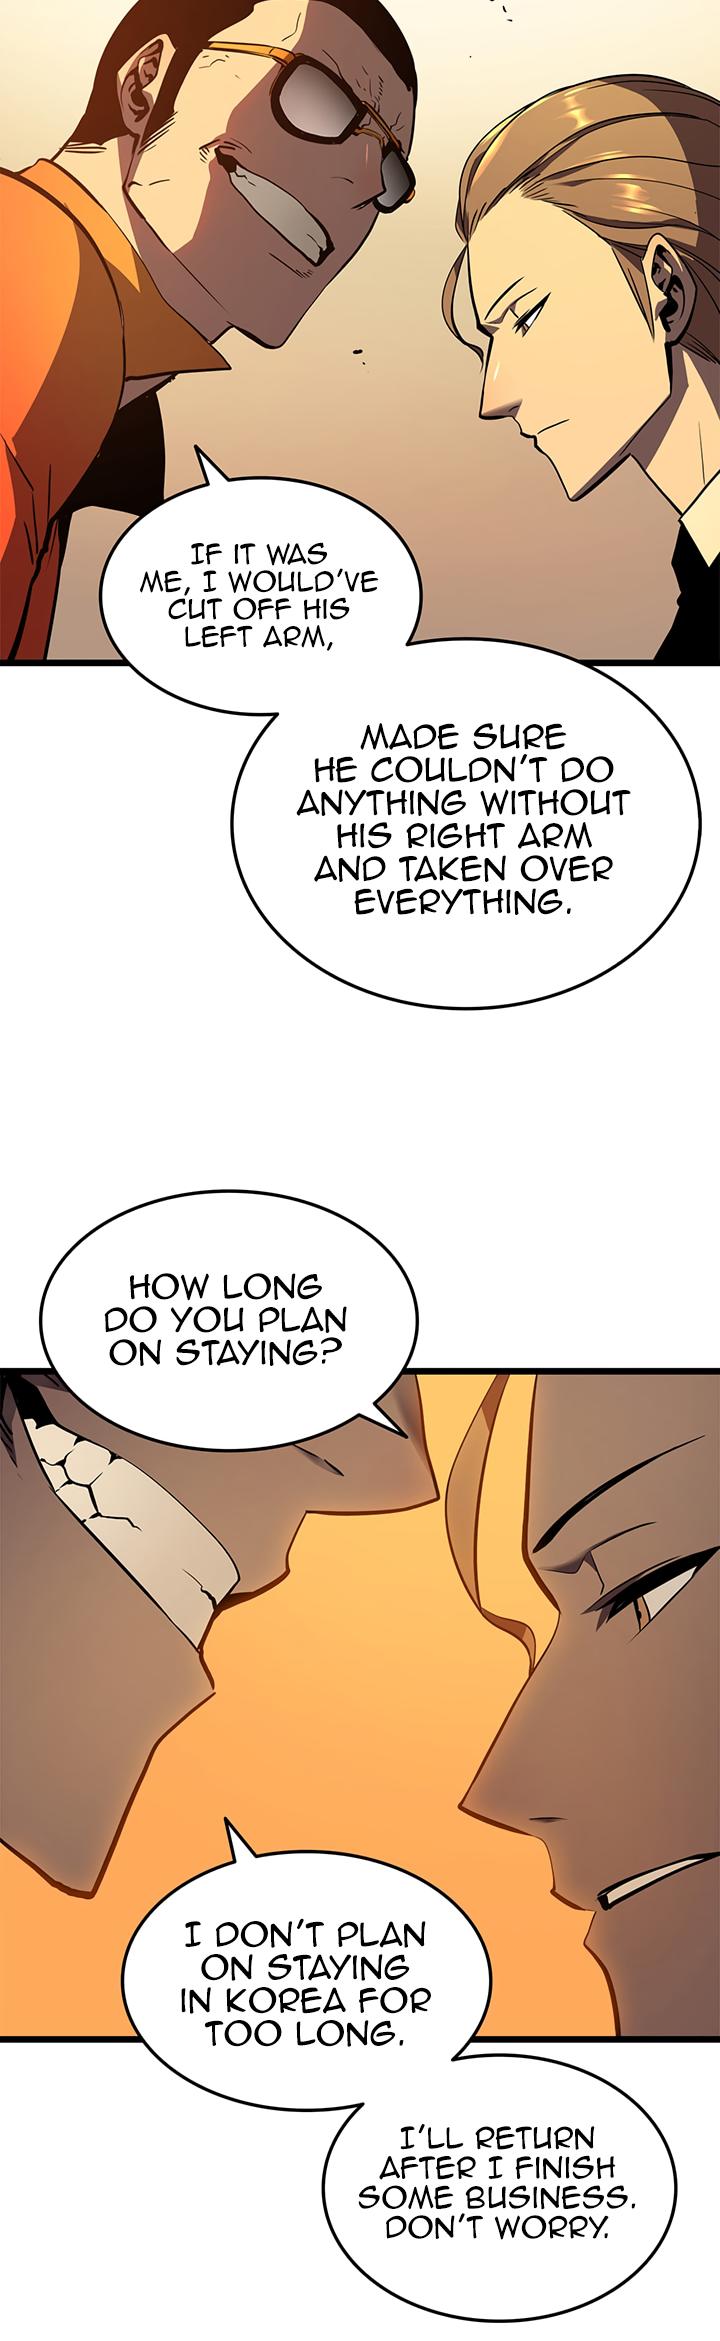 IF IT WAS
ME, I WOULD'VE
CUT OFF HIS
LEFT ARM,
MADE SURE
HE COULDN'T DO
ANYTHING WITHOUT
HIS RIGHT ARM
AND TAKEN OVER
EVERYTHING.
HOW LONG
DO YOU PLAN
ON STAYING?
I DON'T PLAN
ON STAYING
IN KOREA FOR
TOO LONG.
I'LL RETURN
AFTER I FINISH
SOME BUSINESS.
DON'T WORRY.